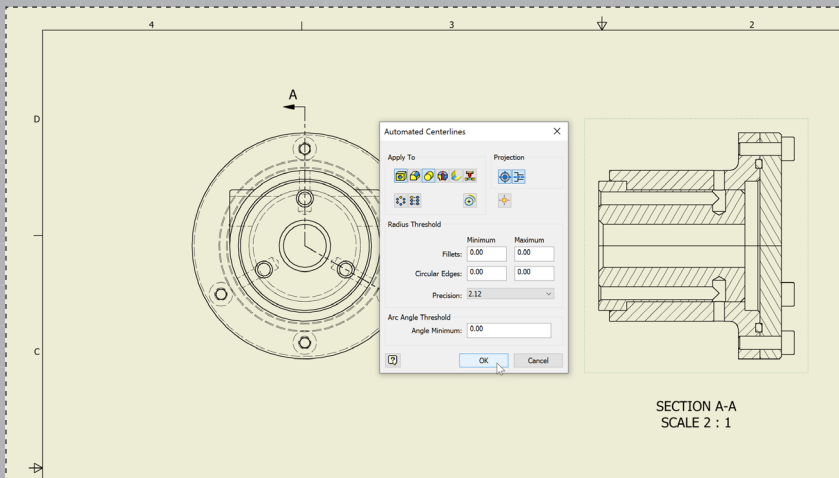 4 3 2
D
A
C
Automated Centerlines
Apply To Projection
Radius Threshold
Minimum Maximum
Fillets: 0.00 0.00
Circular Edges: 0.00 0.00
Precision: 2.12
Arc Angle Threshold
Angle Minimum: 0.00
OK Cancel
SECTION A-A
SCALE 2 : 1